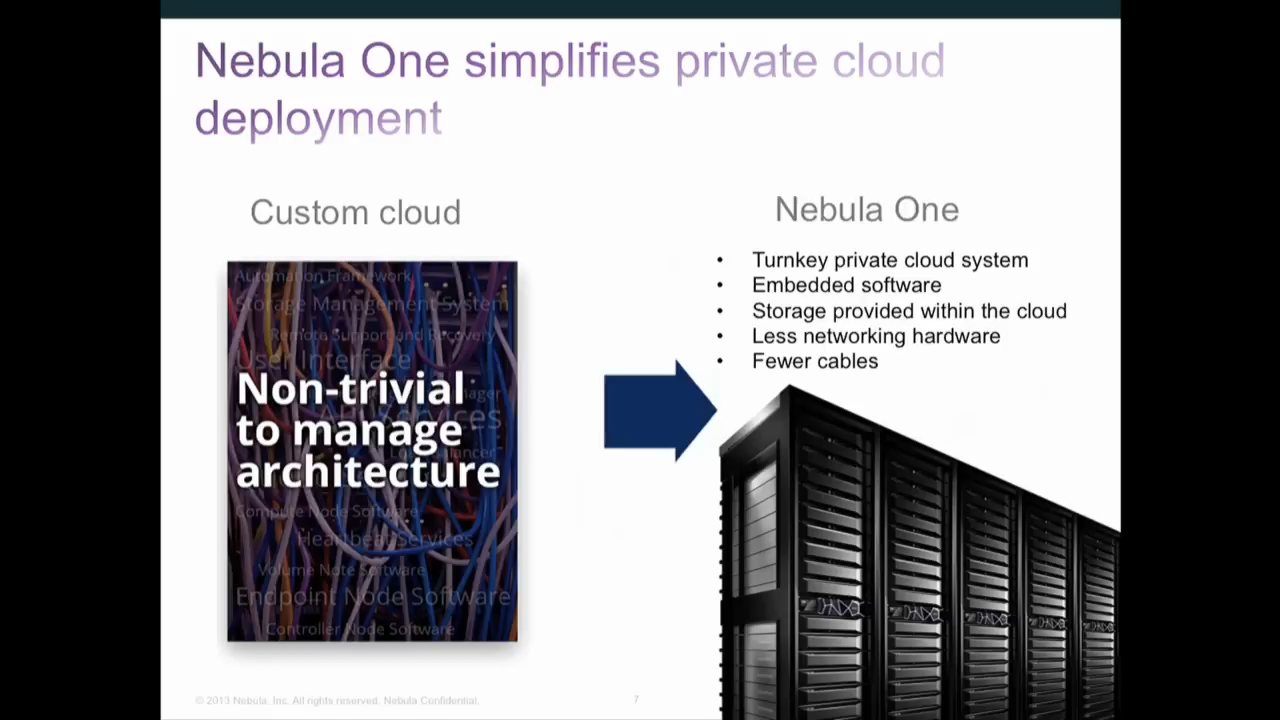 Nebula One simplifies private cloud
deployment
Custom cloud
Automation Framework
Storage Management System
Remote Support and Recovery
User Interface
Non-trivial
to manage
architecture
Compute Node Software
Heartbeat Services
Volume Note Software
Endpoint Node Software
Controller Node Software
Nebula One
• Turnkey private cloud system
• Embedded software
• Storage provided within the cloud
• Less networking hardware
• Fewer cables
© 2013 Nebula, Inc. All rights reserved. Nebula Confidential.
7